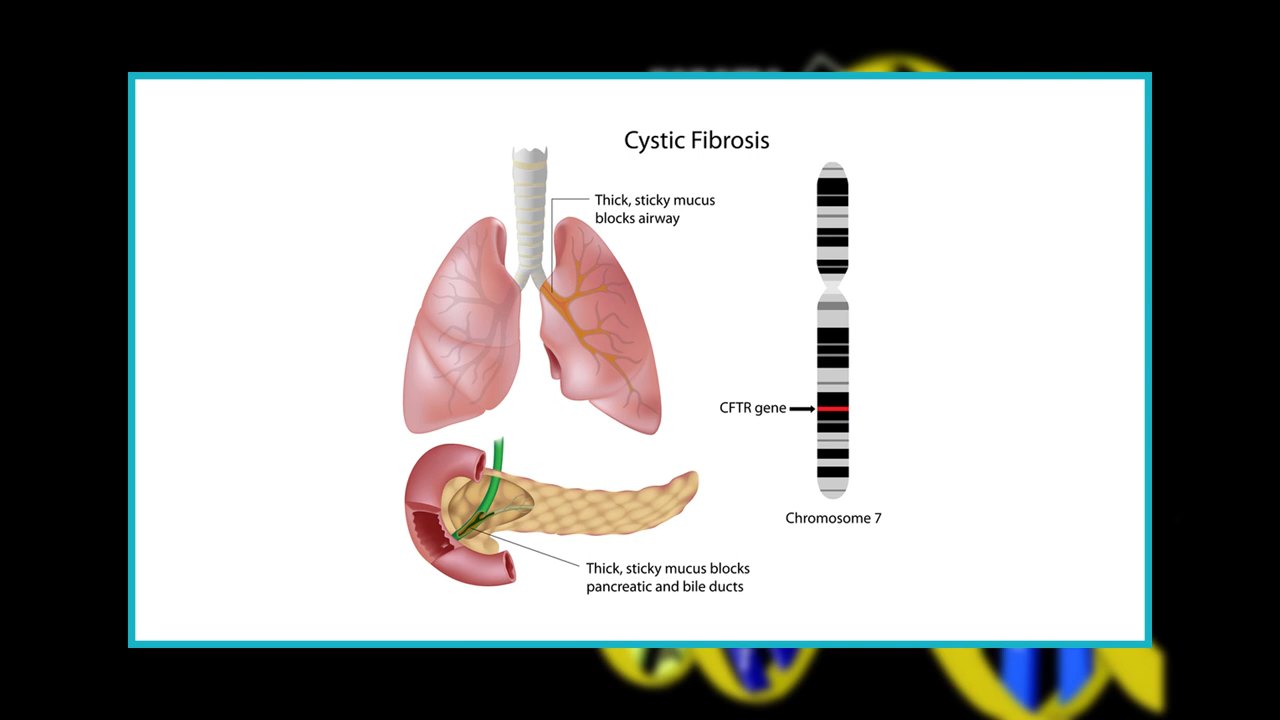 Cystic Fibrosis
Thick, sticky mucus
blocks airway
CFTR gene
Chromosome 7
Thick, sticky mucus blocks
pancreatic and bile ducts